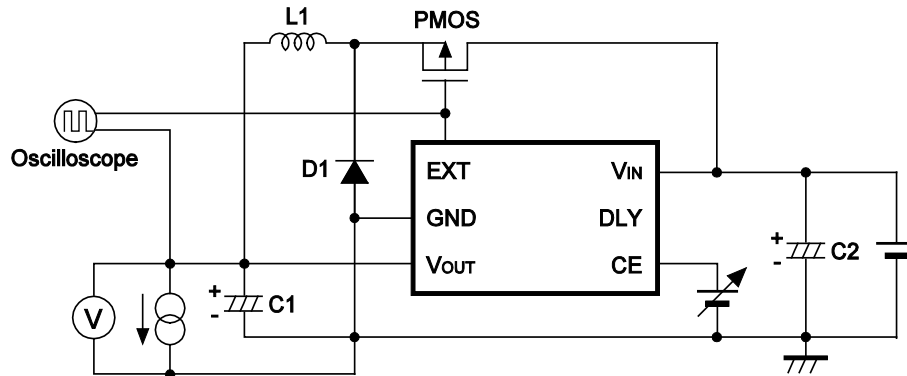 L1
PMOS
Oscilloscope
D1
EXT
VIN
GND
DLY
VOUT
CE
+
-
C1
+
-
C2
V